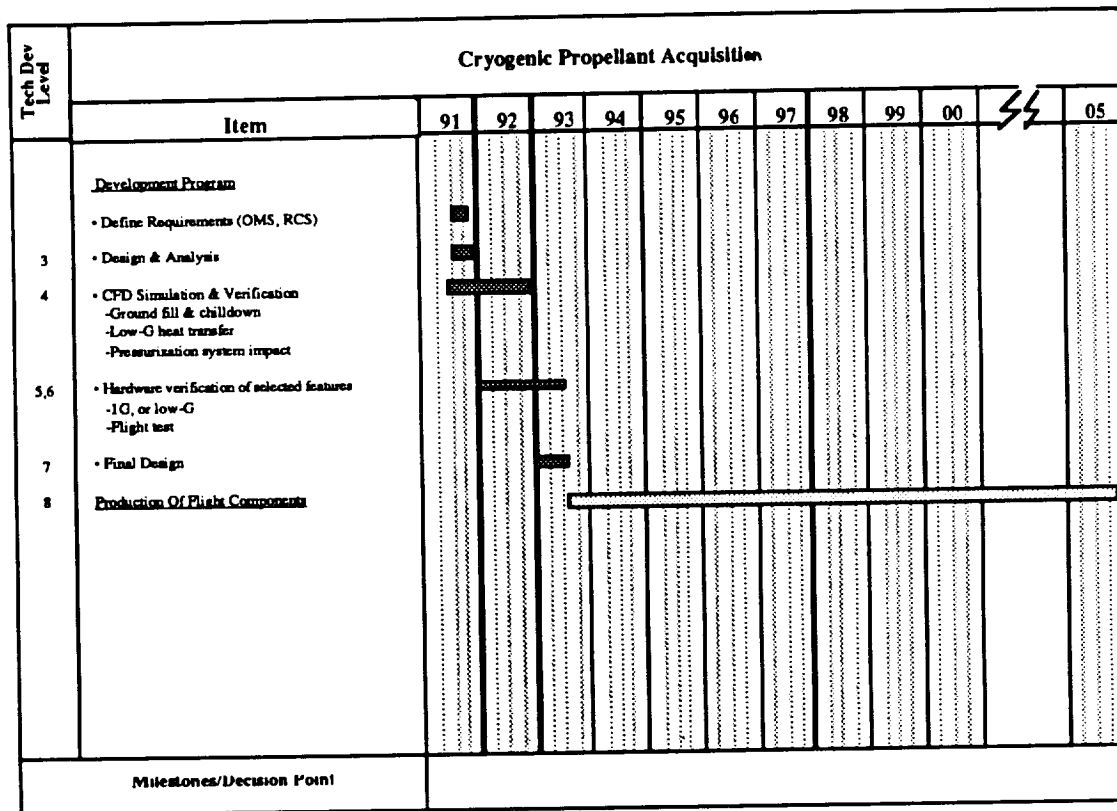 Cryogenic Propellant Acquisition
Tech Dev
Level
Item
91 92 93 94 95 96 97 98 99 00 05
Development Program
• Define Requirements (OMS, RCS)
3 • Design & Analysis
4 • CFD Simulation & Verification
-Ground fill & chilldown
-Low-G heat transfer
-Pressurization system impact
5,6 • Hardware verification of selected features
-1G, or low-G
-Flight test
7 • Final Design
8 Production Of Flight Components
Milestones/Decision Point